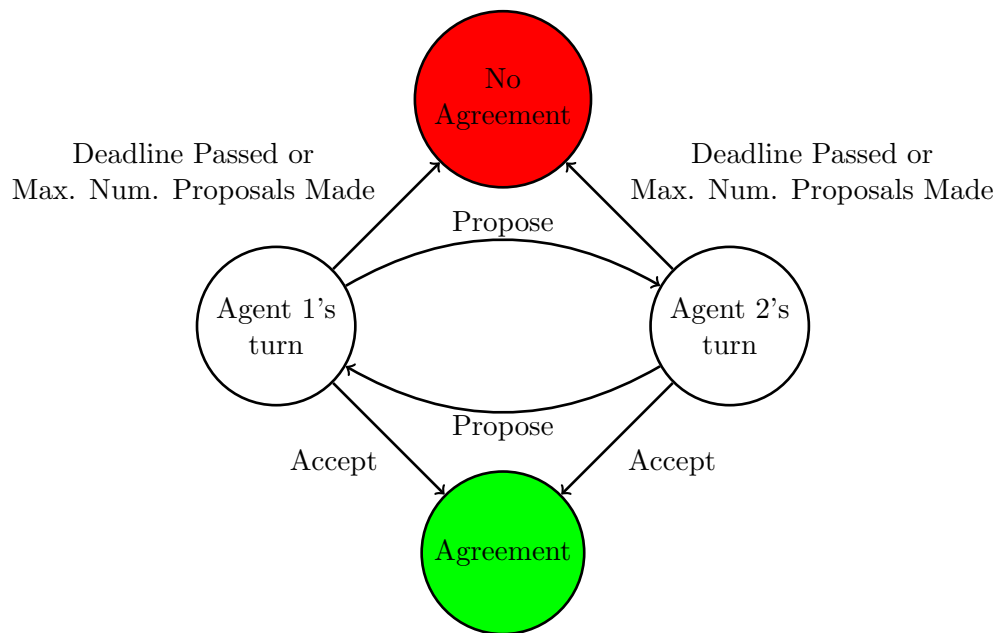 No
Agreement
Deadline Passed or
Max. Num. Proposals Made
Deadline Passed or
Max. Num. Proposals Made
Propose
Agent 1's
turn
Agent 2's
turn
Propose
Accept
Accept
Agreement